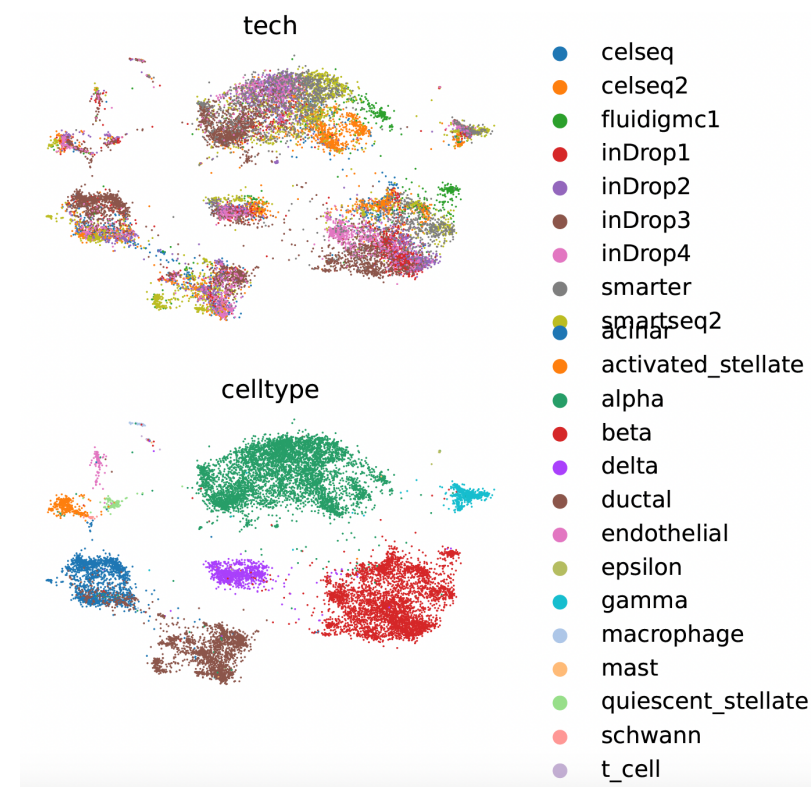 tech
celseq
celseq2
fluidigmc1
inDrop1
inDrop2
inDrop3
inDrop4
smarter
smartseq2
acinar
activated_stellate
celltype
alpha
beta
delta
ductal
endothelial
epsilon
gamma
macrophage
mast
quiescent_stellate
schwann
t_cell